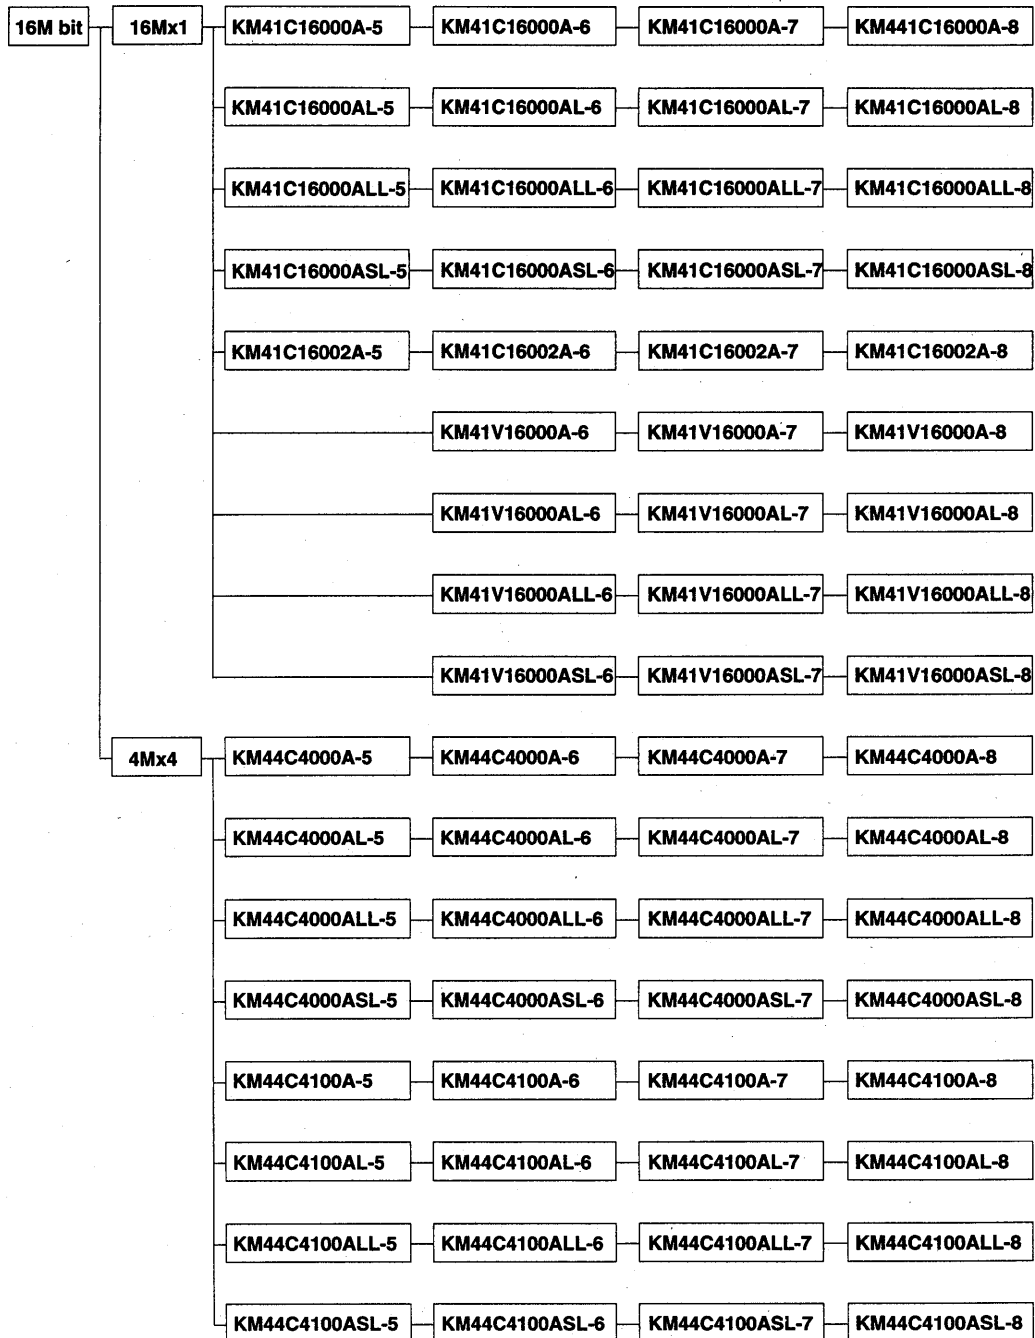 16M bit 16Mx1 KM41C16000A-5 KM41C16000A-6 KM41C16000A-7 KM441C16000A-8
KM41C16000AL-5 KM41C16000AL-6 KM41C16000AL-7 KM41C16000AL-8
KM41C16000ALL-5 KM41C16000ALL-6 KM41C16000ALL-7 KM41C16000ALL-8
KM41C16000ASL-5 KM41C16000ASL-6 KM41C16000ASL-7 KM41C16000ASL-8
KM41C16002A-5 KM41C16002A-6 KM41C16002A-7 KM41C16002A-8
KM41V16000A-6 KM41V16000A-7 KM41V16000A-8
KM41V16000AL-6 KM41V16000AL-7 KM41V16000AL-8
KM41V16000ALL-6 KM41V16000ALL-7 KM41V16000ALL-8
KM41V16000ASL-6 KM41V16000ASL-7 KM41V16000ASL-8
4Mx4 KM44C4000A-5 KM44C4000A-6 KM44C4000A-7 KM44C4000A-8
KM44C4000AL-5 KM44C4000AL-6 KM44C4000AL-7 KM44C4000AL-8
KM44C4000ALL-5 KM44C4000ALL-6 KM44C4000ALL-7 KM44C4000ALL-8
KM44C4000ASL-5 KM44C4000ASL-6 KM44C4000ASL-7 KM44C4000ASL-8
KM44C4100A-5 KM44C4100A-6 KM44C4100A-7 KM44C4100A-8
KM44C4100AL-5 KM44C4100AL-6 KM44C4100AL-7 KM44C4100AL-8
KM44C4100ALL-5 KM44C4100ALL-6 KM44C4100ALL-7 KM44C4100ALL-8
KM44C4100ASL-5 KM44C4100ASL-6 KM44C4100ASL-7 KM44C4100ASL-8